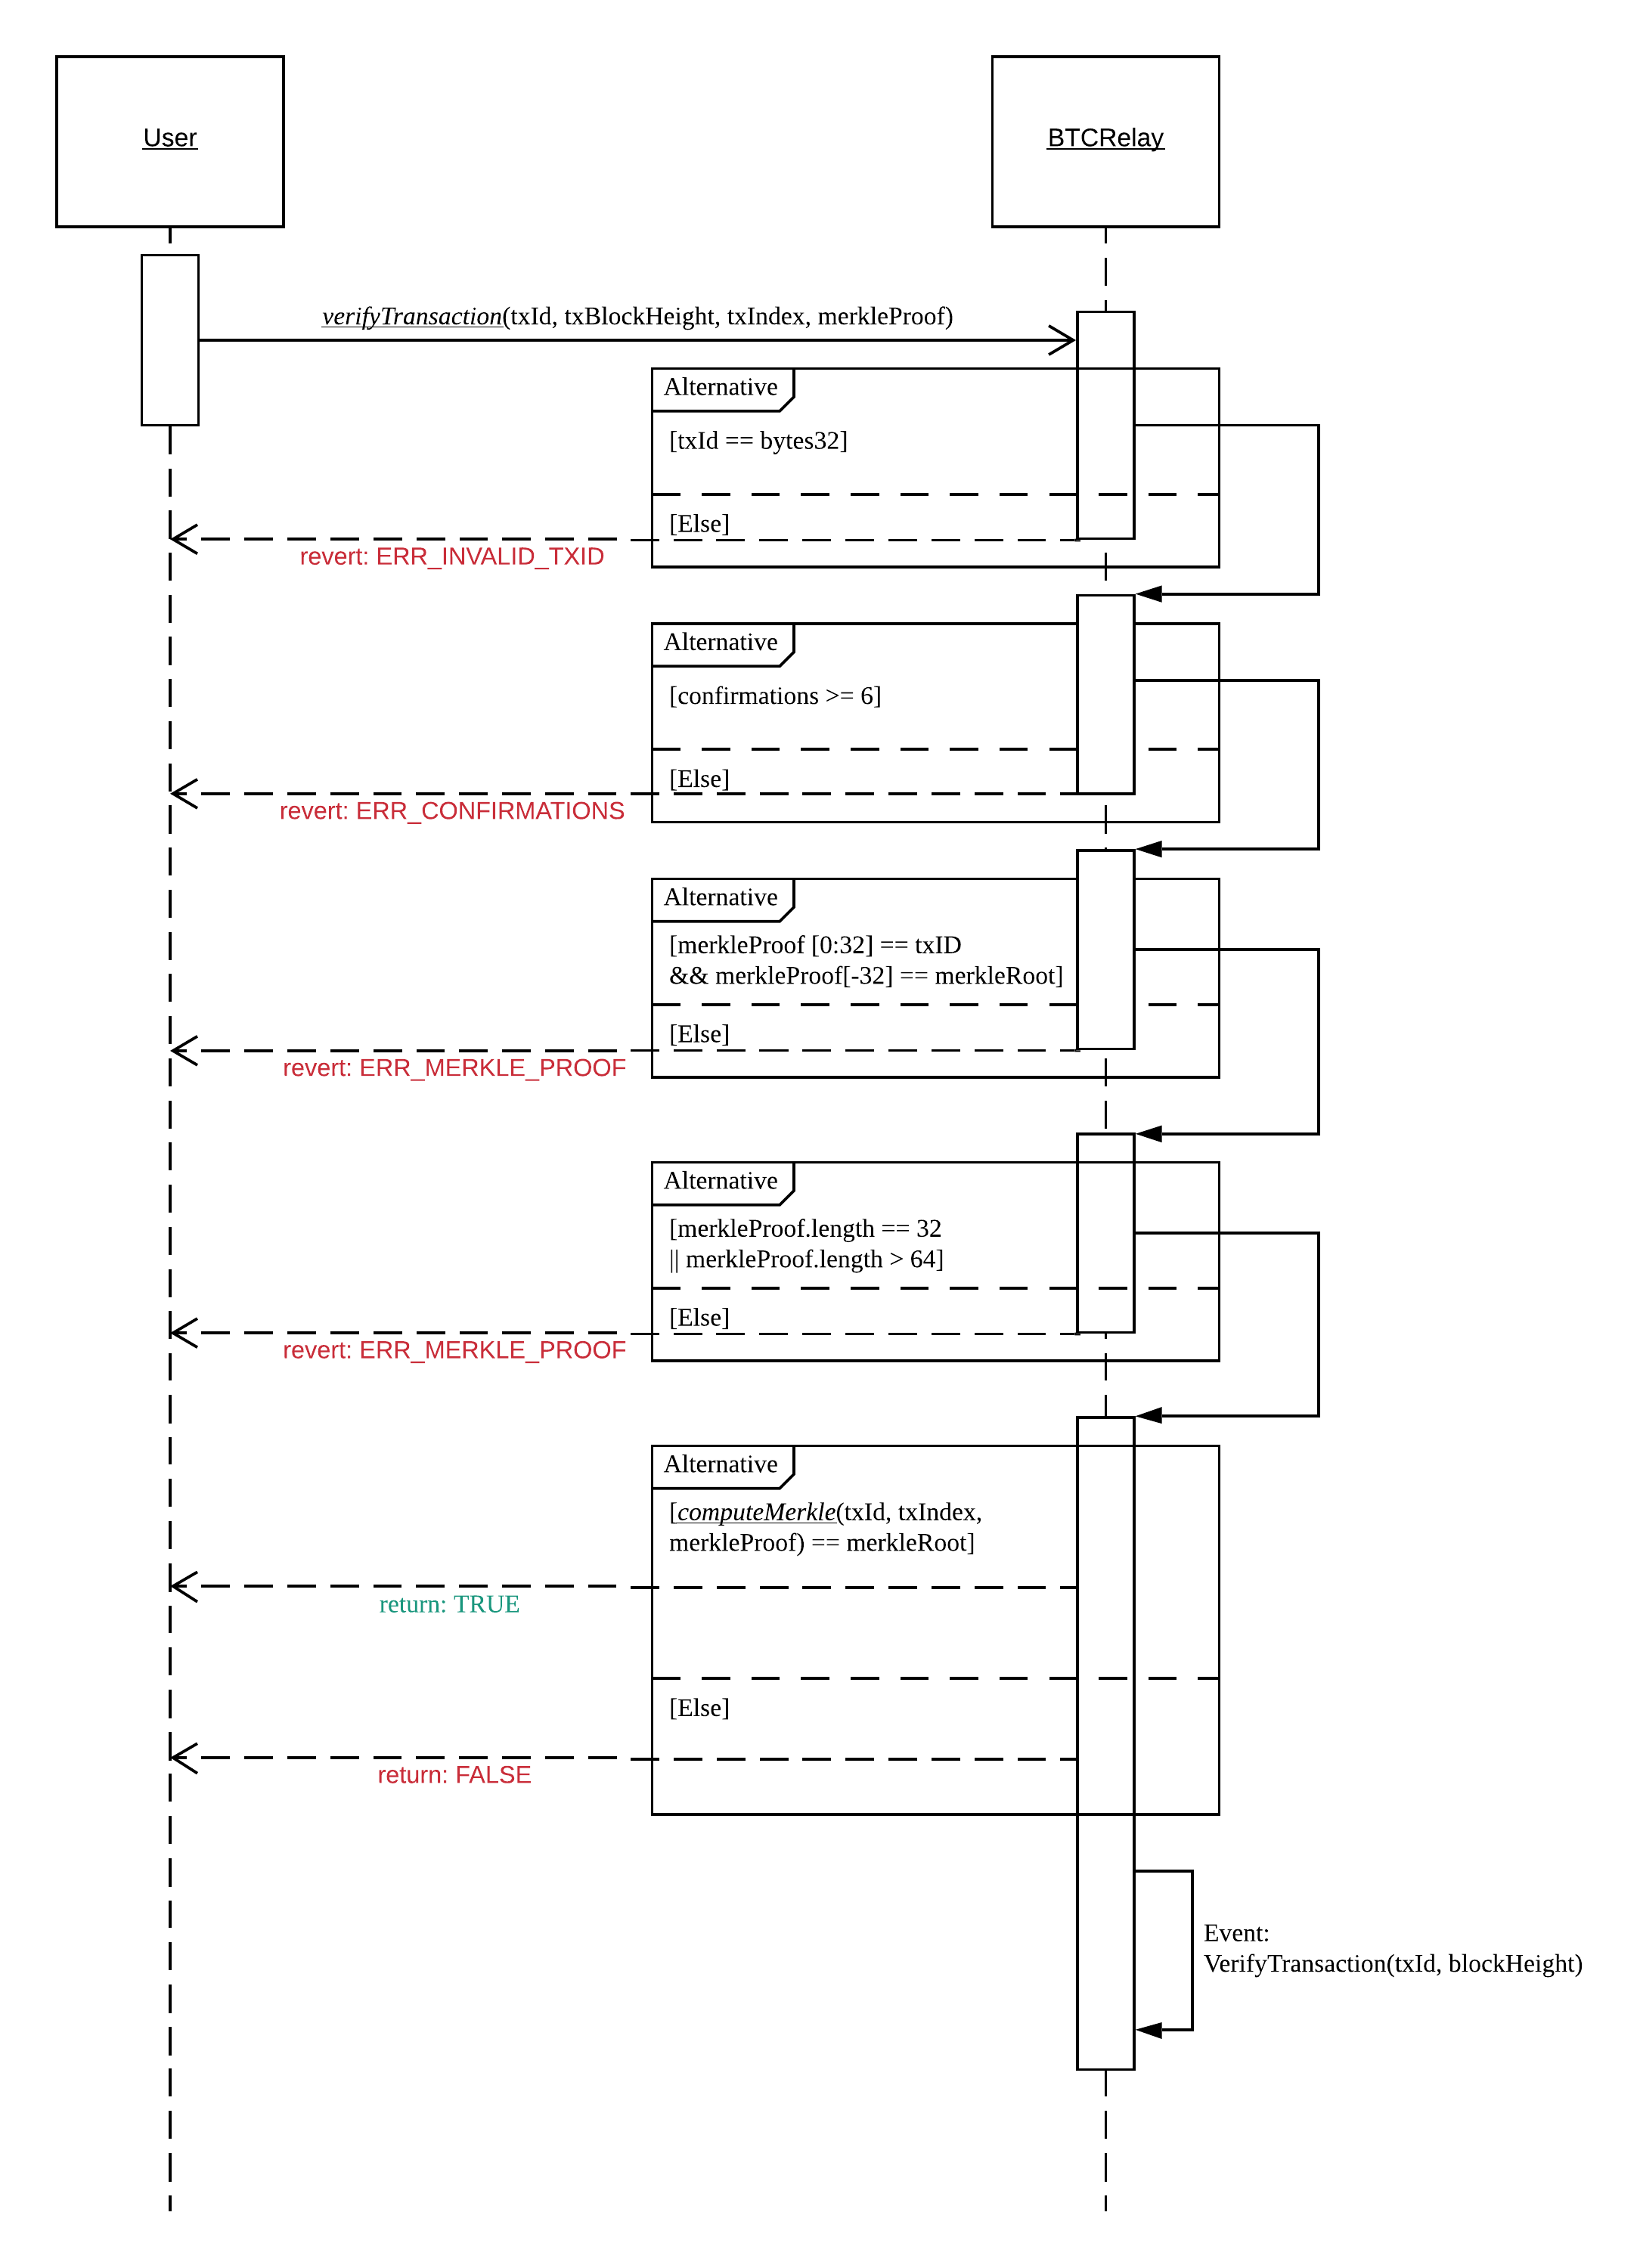 User
BTCRelay
verifyTransaction(txId, txBlockHeight, txIndex, merkleProof)
Alternative
[txId == bytes32]
[Else]
revert: ERR_INVALID_TXID
Alternative
[confirmations >= 6]
[Else]
revert: ERR_CONFIRMATIONS
Alternative
[merkleProof [0:32] == txID
&& merkleProof[-32] == merkleRoot]
[Else]
revert: ERR_MERKLE_PROOF
Alternative
[merkleProof.length == 32
|| merkleProof.length > 64]
[Else]
revert: ERR_MERKLE_PROOF
Alternative
[computeMerkle(txId, txIndex,
merkleProof) == merkleRoot]
return: TRUE
[Else]
return: FALSE
Event:
VerifyTransaction(txId, blockHeight)